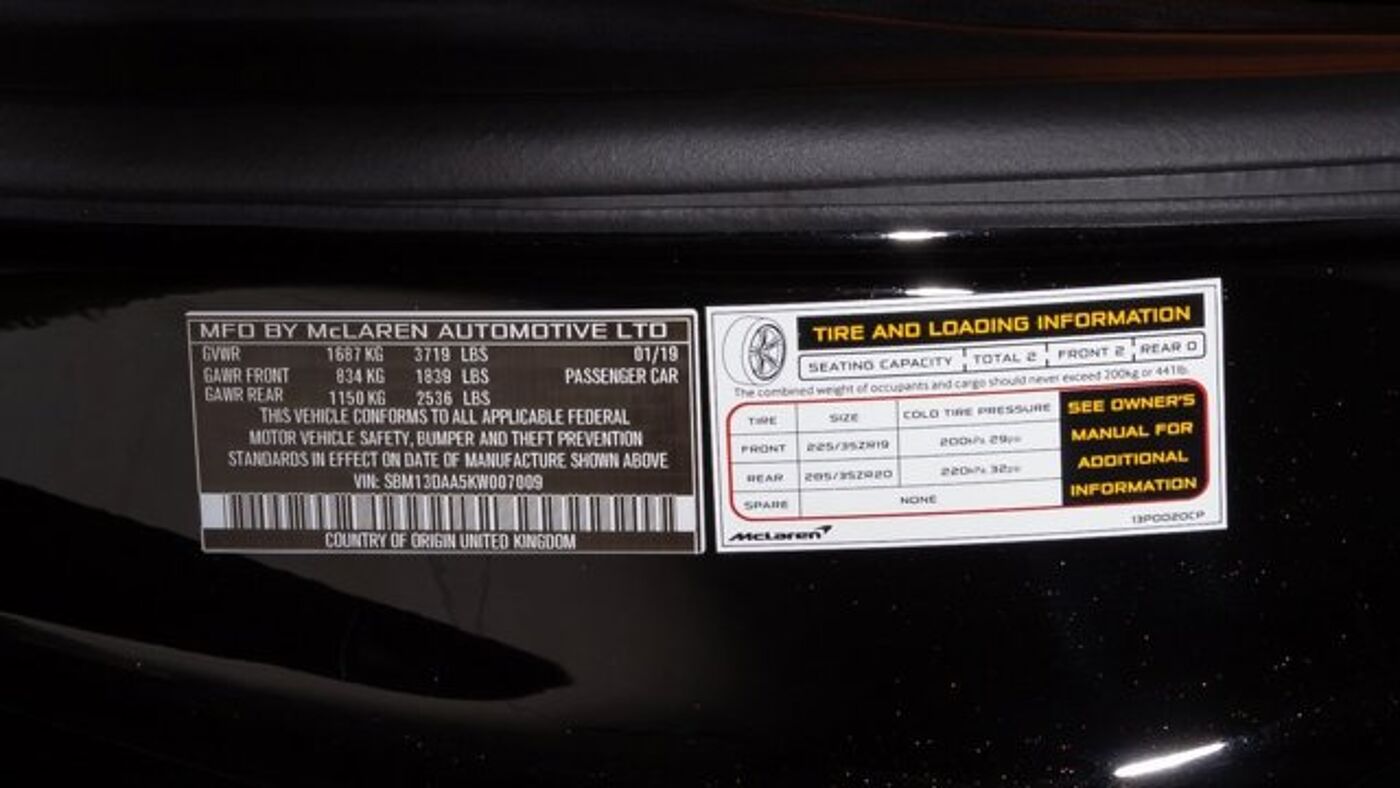 MFD BY McLAREN AUTOMOTIVE LTD
GVWR 1687 KG 3719 LBS 01/19
GAWR FRONT 834 KG 1839 LBS PASSENGER CAR
GAWR REAR 1150 KG 2536 LBS
THIS VEHICLE CONFORMS TO ALL APPLICABLE FEDERAL
MOTOR VEHICLE SAFETY, BUMPER AND THEFT PREVENTION
STANDARDS IN EFFECT ON DATE OF MANUFACTURE SHOWN ABOVE
VIN: SBM13DAA5KW007009
COUNTRY OF ORIGIN UNITED KINGDOM
TIRE AND LOADING INFORMATION
SEATING CAPACITY TOTAL 2 FRONT 2 REAR 0
The combined weight of occupants and cargo should never exceed 200kg or 441lb.
TIRE SIZE COLD TIRE PRESSURE
FRONT 225/35ZR19 200kPa 29psi
REAR 285/35ZR20 220kPa 32psi
SPARE NONE
SEE OWNER'S
MANUAL FOR
ADDITIONAL
INFORMATION
McLaren
13P0020CP